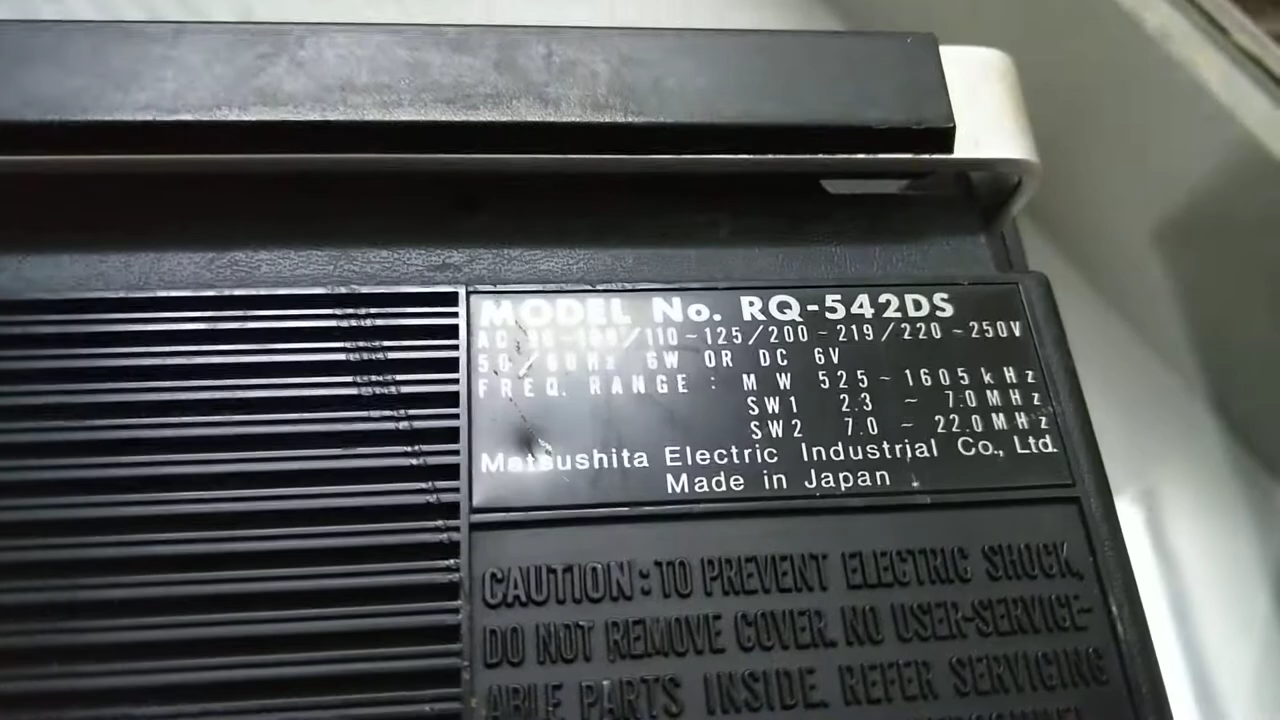 MODEL No. RQ-542DS
AC /110~125/200~219/220~250V
50/60Hz 6W OR DC 6V
FREQ. RANGE : MW 525~1605kHz
SW1 2.3 ~ 7.0MHz
SW2 7.0 ~ 22.0MHz
Matsushita Electric Industrial Co., Ltd.
Made in Japan
CAUTION: TO PREVENT ELECTRIC SHOCK,
DO NOT REMOVE COVER. NO USER-SERVICE-
ABLE PARTS INSIDE. REFER SERVICING